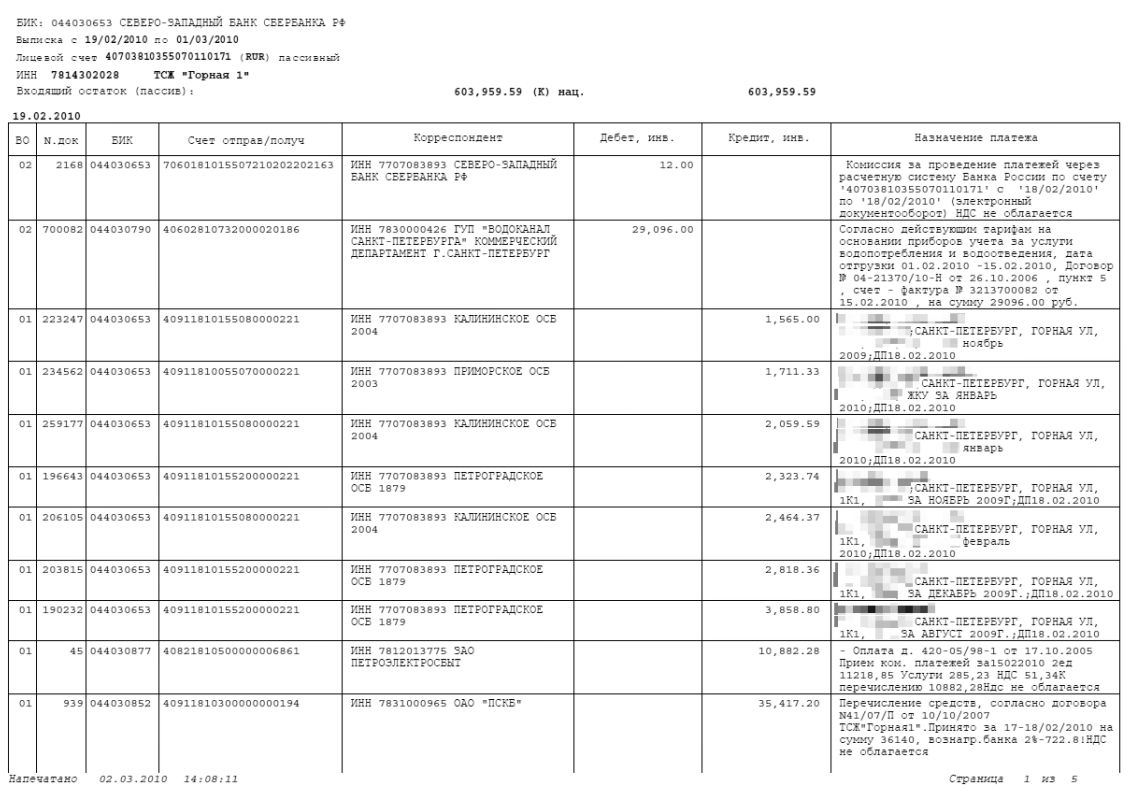 БИК: 044030653 СЕВЕРО-ЗАПАДНЫЙ БАНК СБЕРБАНКА РФ
Выписка с 19/02/2010 по 01/03/2010
Лицевой счет 40703810355070110171 (RUR) пассивный
ИНН 7814302028 ТСЖ "Горная 1"
Входящий остаток (пассив): 603,959.59 (К) нац. 603,959.59
19.02.2010
ВО N.док БИК Счет отправ/получ Корреспондент Дебет, инв. Кредит, инв. Назначение платежа
02 2168 044030653 7060181015507210202202163 ИНН 7707083893 СЕВЕРО-ЗАПАДНЫЙ 12.00 Комиссия за проведение платежей через
БАНК СБЕРБАНКА РФ расчетную систему Банка России по счету
'40703810355070110171' с '18/02/2010'
по '18/02/2010' (электронный
документооборот) НДС не облагается
02 700082 044030790 40602810732000020186 ИНН 7830000426 ГУП "ВОДОКАНАЛ 29,096.00 Согласно действующим тарифам на
САНКТ-ПЕТЕРБУРГА" КОММЕРЧЕСКИЙ основании приборов учета за услуги
ДЕПАРТАМЕНТ Г.САНКТ-ПЕТЕРБУРГ водопотребления и водоотведения, дата
отгрузки 01.02.2010 -15.02.2010, Договор
№ 04-21370/10-Н от 26.10.2006 , пункт 5
, счет - фактура № 3213700082 от
15.02.2010 , на сумму 29096.00 руб.
01 223247 044030653 40911810155080000221 ИНН 7707083893 КАЛИНИНСКОЕ ОСБ 1,565.00
2004 ;САНКТ-ПЕТЕРБУРГ, ГОРНАЯ УЛ,
ноябрь
2009;ДП18.02.2010
01 234562 044030653 40911810055070000221 ИНН 7707083893 ПРИМОРСКОЕ ОСБ 1,711.33
2003 САНКТ-ПЕТЕРБУРГ, ГОРНАЯ УЛ,
ЖКУ ЗА ЯНВАРЬ
2010;ДП18.02.2010
01 259177 044030653 40911810155080000221 ИНН 7707083893 КАЛИНИНСКОЕ ОСБ 2,059.59
2004 САНКТ-ПЕТЕРБУРГ, ГОРНАЯ УЛ,
январь
2010;ДП18.02.2010
01 196643 044030653 40911810155200000221 ИНН 7707083893 ПЕТРОГРАДСКОЕ 2,323.74
ОСБ 1879 ;САНКТ-ПЕТЕРБУРГ, ГОРНАЯ УЛ,
1К1, ЗА НОЯБРЬ 2009Г;ДП18.02.2010
01 206105 044030653 40911810155080000221 ИНН 7707083893 КАЛИНИНСКОЕ ОСБ 2,464.37
2004 САНКТ-ПЕТЕРБУРГ, ГОРНАЯ УЛ,
1К1, февраль
2010;ДП18.02.2010
01 203815 044030653 40911810155200000221 ИНН 7707083893 ПЕТРОГРАДСКОЕ 2,818.36
ОСБ 1879 САНКТ-ПЕТЕРБУРГ, ГОРНАЯ УЛ,
1К1, ЗА ДЕКАБРЬ 2009Г.;ДП18.02.2010
01 190232 044030653 40911810155200000221 ИНН 7707083893 ПЕТРОГРАДСКОЕ 3,858.80
ОСБ 1879 САНКТ-ПЕТЕРБУРГ, ГОРНАЯ УЛ,
1К1, ЗА АВГУСТ 2009Г.;ДП18.02.2010
01 45 044030877 40821810500000006861 ИНН 7812013775 ЗАО 10,882.28 - Оплата д. 420-05/98-1 от 17.10.2005
ПЕТРОЭЛЕКТРОСБЫТ Прием ком. платежей за15022010 2ед
11218,85 Услуги 285,23 НДС 51,34К
перечислению 10882,28Ндс не облагается
01 939 044030852 40911810300000000194 ИНН 7831000965 ОАО "ПСКБ" 35,417.20 Перечисление средств, согласно договора
N41/07/П от 10/10/2007
ТСЖ"Горная1".Принято за 17-18/02/2010 на
сумму 36140, вознагр.банка 2%-722.8!НДС
не облагается
Напечатано 02.03.2010 14:08:11 Страница 1 из 5